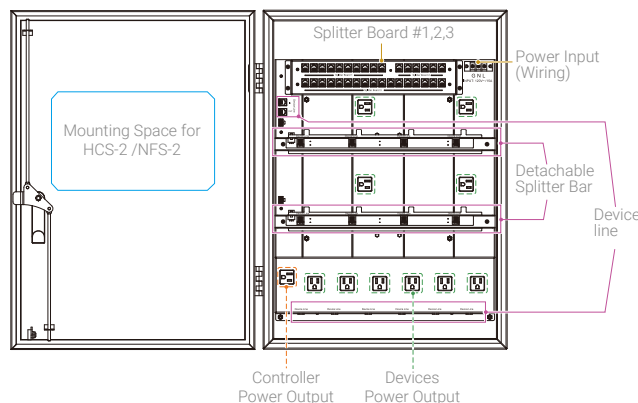 Splitter Board #1,2,3
Power Input
(Wiring)
G N L
Mounting Space for
HCS-2 /NFS-2
Detachable
Splitter Bar
Device
line
Controller
Power Output
Devices
Power Output